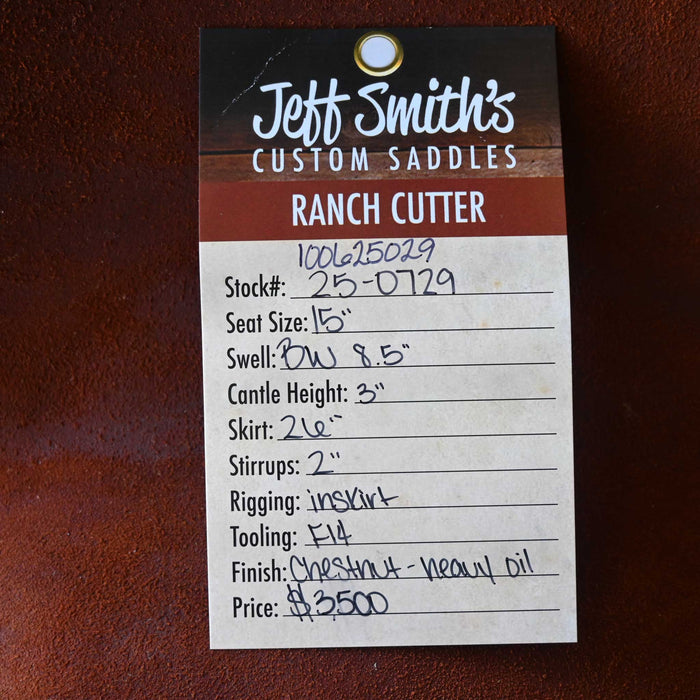 Jeff Smith's
CUSTOM SADDLES
RANCH CUTTER
100625029
Stock#: 25-0729
Seat Size: 15"
Swell: BW 8.5"
Cantle Height: 3"
Skirt: 26"
Stirrups: 2"
Rigging: inskirt
Tooling: F14
Finish: Chestnut - heavy oil
Price: $3500